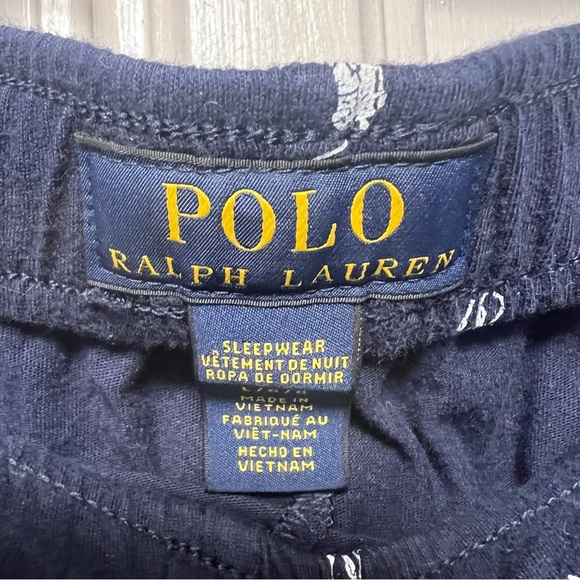 POLO
RALPH LAUREN
SLEEPWEAR
VÊTEMENT DE NUIT
ROPA DE DORMIR
MADE IN
VIETNAM
FABRIQUÉ AU
VIÊT-NAM
HECHO EN
VIETNAM